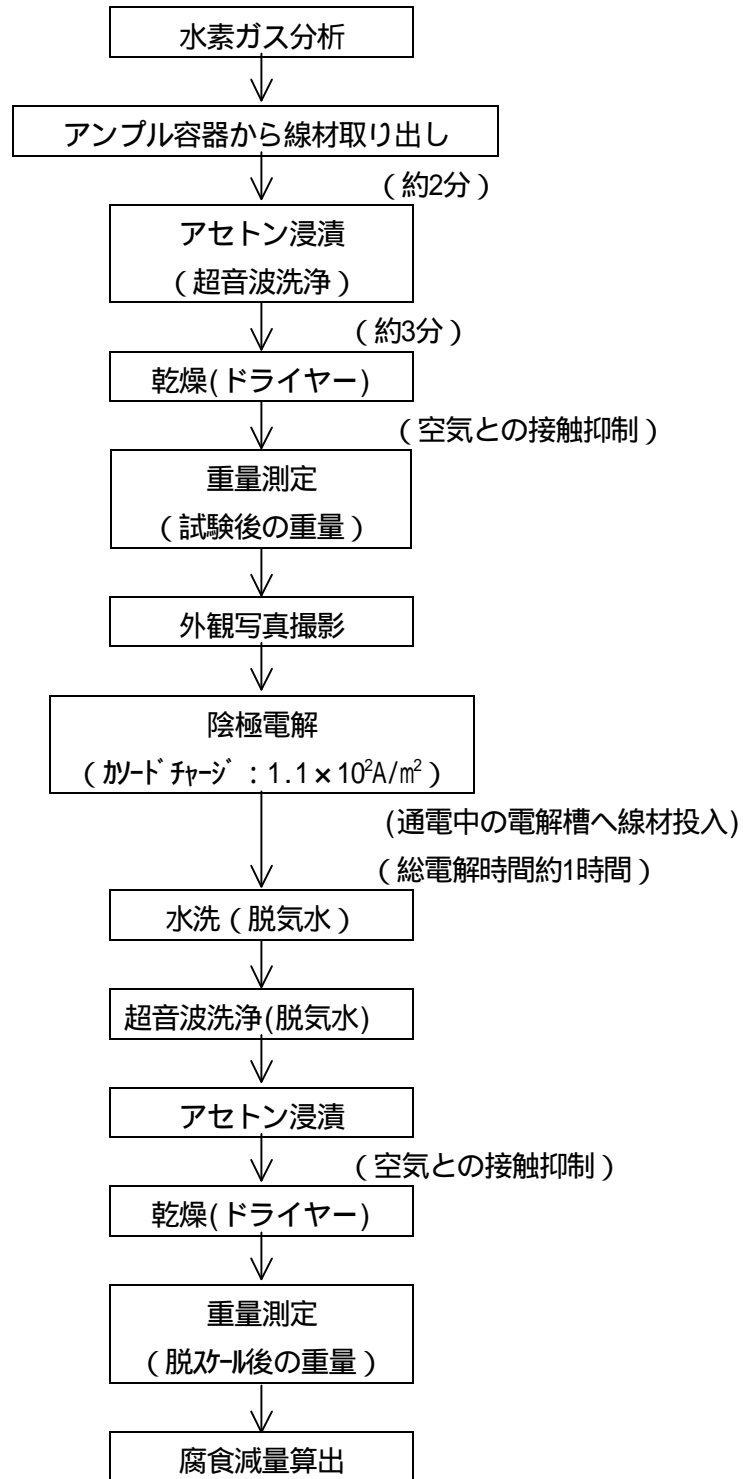 水素ガス分析
アンプル容器から線材取り出し
（約2分）
アセトン浸漬
（超音波洗浄）
（約3分）
乾燥(ドライヤー)
（空気との接触抑制）
重量測定
（試験後の重量）
外観写真撮影
陰極電解
（ｶｿｰﾄﾞﾁｬｰｼﾞ：1.1×10²A/㎡）
(通電中の電解槽へ線材投入)
（総電解時間約1時間）
水洗（脱気水）
超音波洗浄(脱気水)
アセトン浸漬
（空気との接触抑制）
乾燥(ドライヤー)
重量測定
（脱ｽｹｰﾙ後の重量）
腐食減量算出